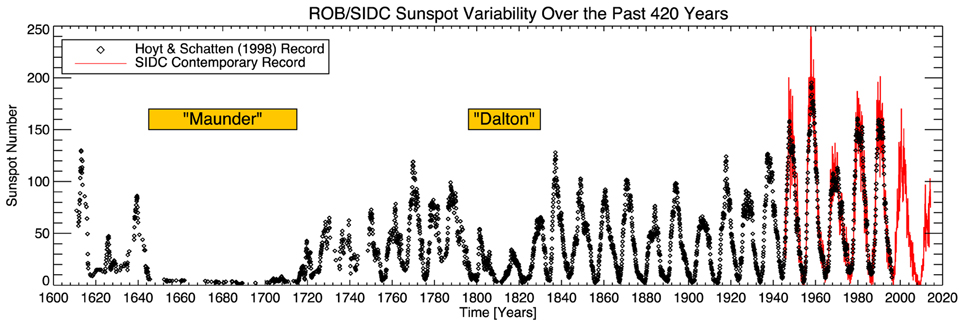 ROB/SIDC Sunspot Variability Over the Past 420 Years
250
200
150
100
50
0
Sunspot Number
Hoyt & Schatten (1998) Record
SIDC Contemporary Record
"Maunder"
"Dalton"
1600 1620 1640 1660 1680 1700 1720 1740 1760 1780 1800 1820 1840 1860 1880 1900 1920 1940 1960 1980 2000 2020
Time [Years]